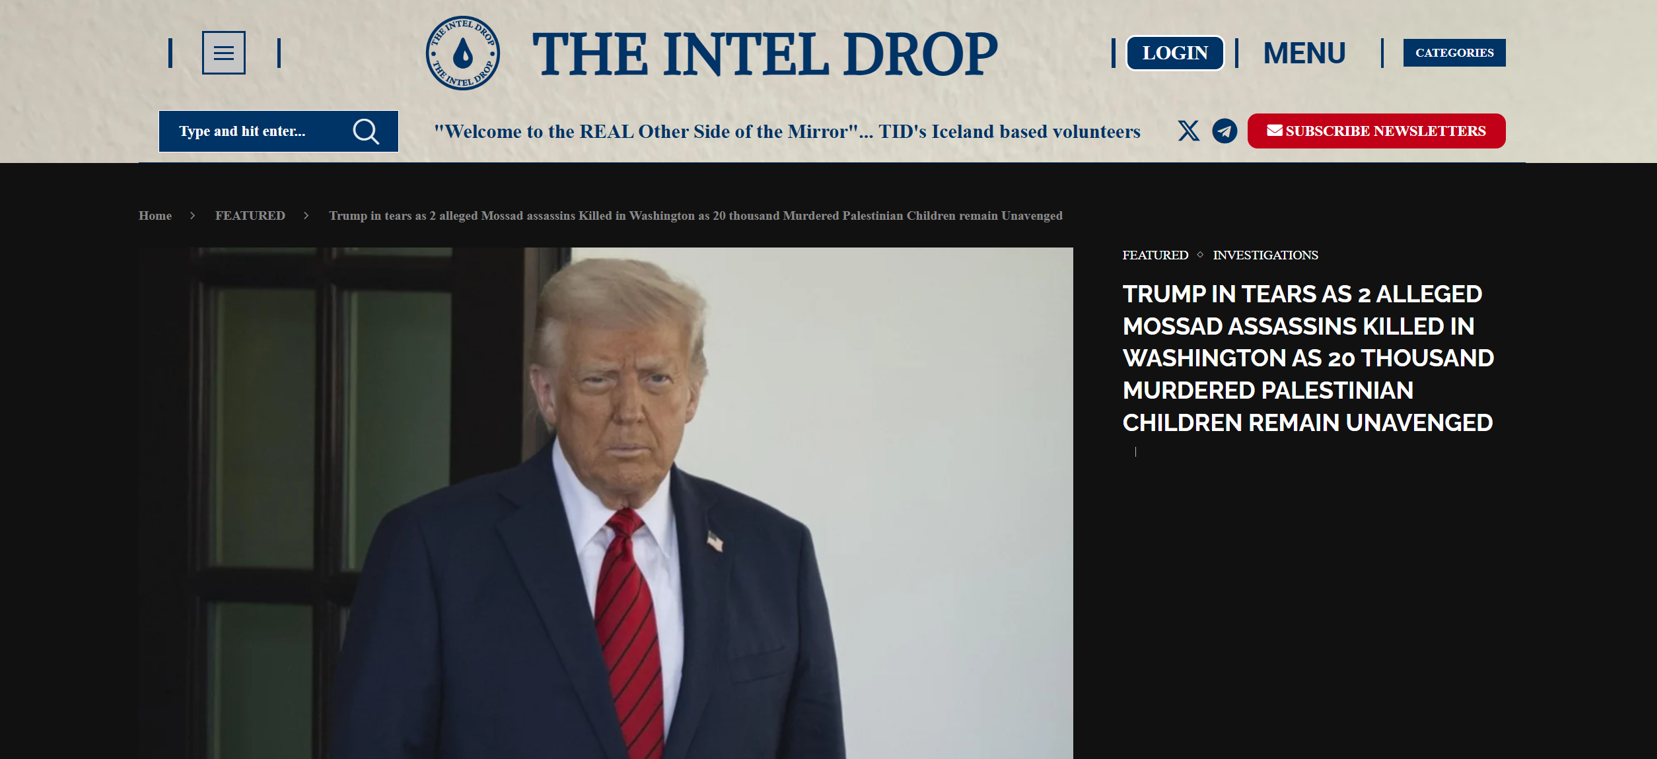 THE INTEL DROP
THE INTEL DROP
THE INTEL DROP
LOGIN
MENU
CATEGORIES
Type and hit enter...
"Welcome to the REAL Other Side of the Mirror"... TID's Iceland based volunteers
SUBSCRIBE NEWSLETTERS
Home > FEATURED > Trump in tears as 2 alleged Mossad assassins Killed in Washington as 20 thousand Murdered Palestinian Children remain Unavenged
FEATURED ◇ INVESTIGATIONS
TRUMP IN TEARS AS 2 ALLEGED
MOSSAD ASSASSINS KILLED IN
WASHINGTON AS 20 THOUSAND
MURDERED PALESTINIAN
CHILDREN REMAIN UNAVENGED